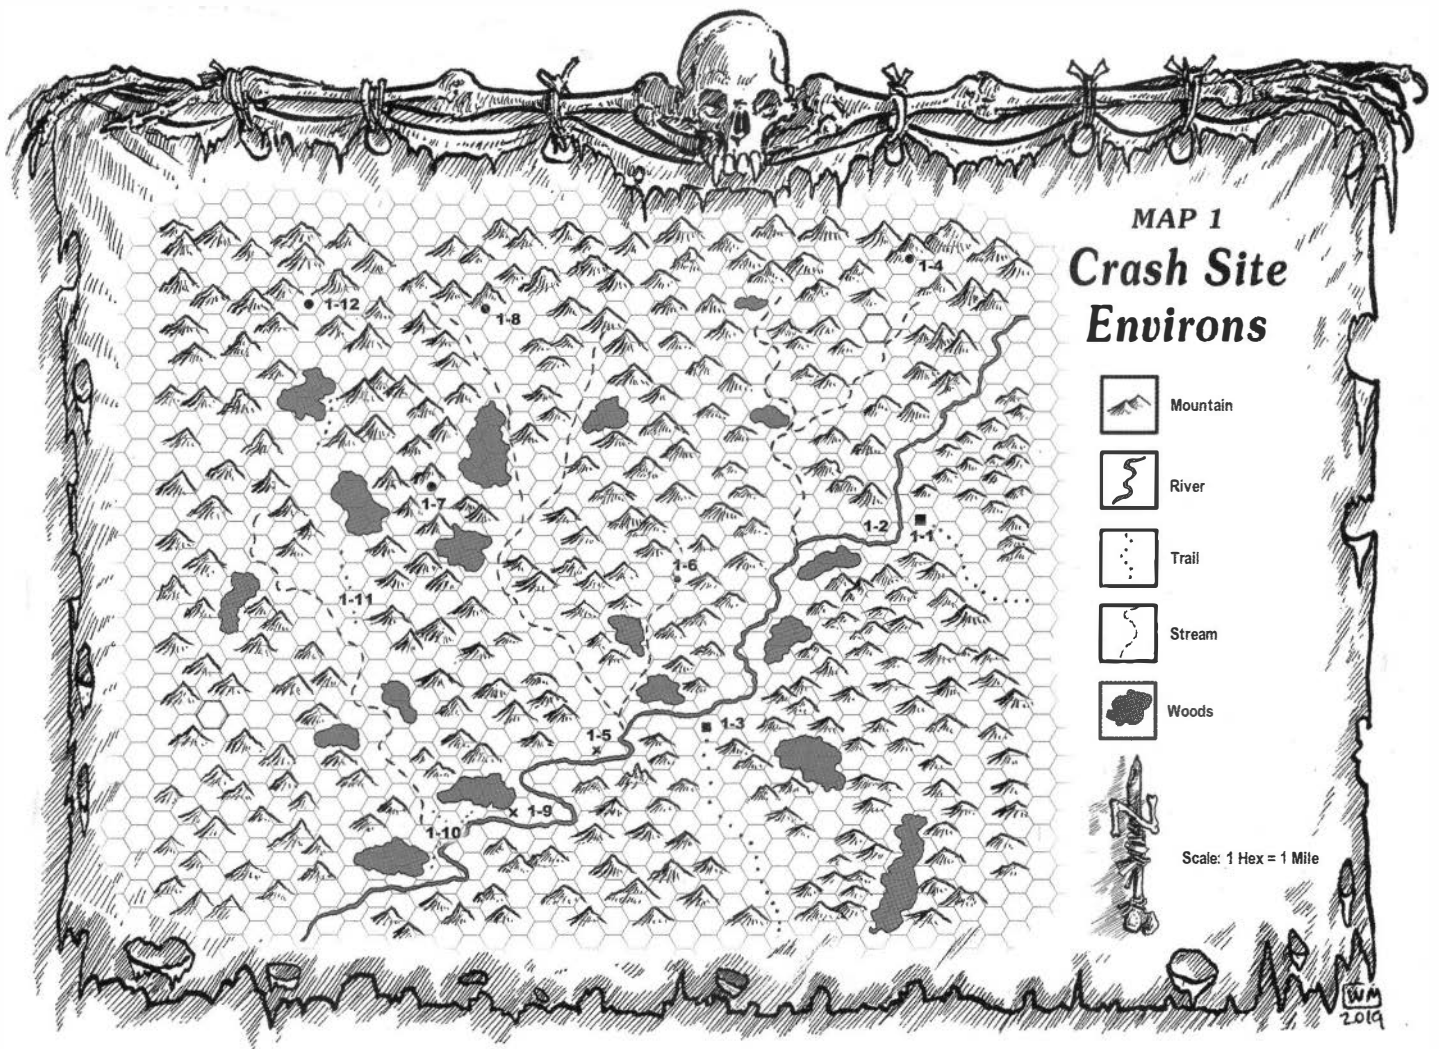 MAP 1
Crash Site
Environs
1-4
1-12
1-8
Mountain
1-7
River
1-2
1-1
Trail
1-6
1-11
Stream
Woods
1-3
1-5
1-9
1-10
N
Scale: 1 Hex = 1 Mile
WM
2019